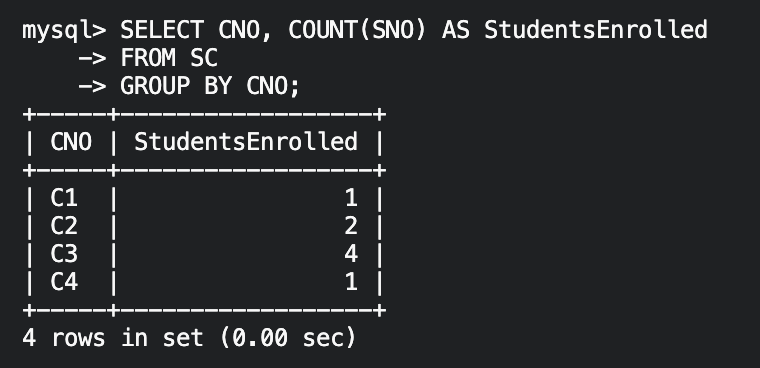 mysql> SELECT CNO, COUNT(SNO) AS StudentsEnrolled
    -> FROM SC
    -> GROUP BY CNO;
+-----+------------------+
| CNO | StudentsEnrolled |
+-----+------------------+
| C1  |                1 |
| C2  |                2 |
| C3  |                4 |
| C4  |                1 |
+-----+------------------+
4 rows in set (0.00 sec)